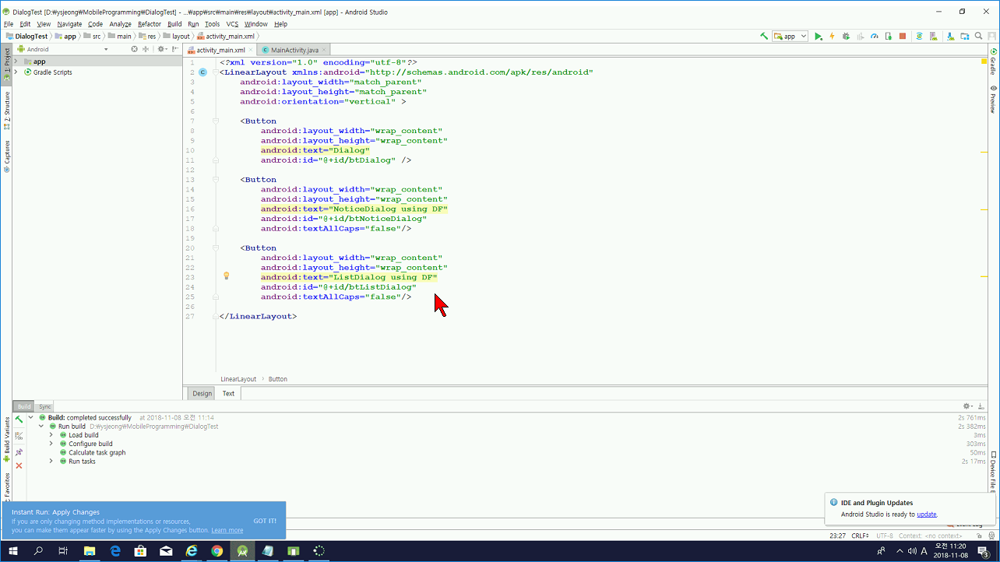 DialogTest [D:₩ysjeong₩MobileProgramming₩DialogTest] - ...₩app₩src₩main₩res₩layout₩activity_main.xml [app] - Android Studio
File Edit View Navigate Code Analyze Refactor Build Run Tools VCS Window Help
DialogTest app src main res layout activity_main.xml app
Android activity_main.xml MainActivity.java
1: Project
Z: Structure
Captures
Build Variants
Favorites
Gradle
Preview
Device File
app
Gradle Scripts
1 <?xml version="1.0" encoding="utf-8"?>
2 <LinearLayout xmlns:android="http://schemas.android.com/apk/res/android"
3 android:layout_width="match_parent"
4 android:layout_height="match_parent"
5 android:orientation="vertical" >
6
7 <Button
8 android:layout_width="wrap_content"
9 android:layout_height="wrap_content"
10 android:text="Dialog"
11 android:id="@+id/btDialog" />
12
13 <Button
14 android:layout_width="wrap_content"
15 android:layout_height="wrap_content"
16 android:text="NoticeDialog using DF"
17 android:id="@+id/btNoticeDialog"
18 android:textAllCaps="false"/>
19
20 <Button
21 android:layout_width="wrap_content"
22 android:layout_height="wrap_content"
23 android:text="ListDialog using DF"
24 android:id="@+id/btListDialog"
25 android:textAllCaps="false"/>
26
27 </LinearLayout>
LinearLayout Button
Design Text
Build Sync
Build: completed successfully at 2018-11-08 오전 11:14 2s 761ms
Run build D:₩ysjeong₩MobileProgramming₩DialogTest 2s 382ms
Load build 3ms
Configure build 303ms
Calculate task graph 50ms
Run tasks 2s 17ms
Instant Run: Apply Changes
If you are only changing method implementations or resources,
you can make them appear faster by using the Apply Changes button. Learn more
GOT IT!
IDE and Plugin Updates
Android Studio is ready to update.
23:27 CRLF UTF-8 Context: <no context>
A 오전 11:20
2018-11-08 3